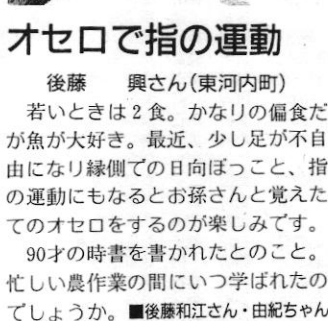 オセロで指の運動
後藤　興さん(東河内町)
若いときは2食。かなりの偏食だ
が魚が大好き。最近、少し足が不自
由になり縁側での日向ぼっこと、指
の運動にもなるとお孫さんと覚えた
てのオセロをするのが楽しみです。
90才の時書を書かれたとのこと。
忙しい農作業の間にいつ学ばれたの
でしょうか。■後藤和江さん・由紀ちゃん